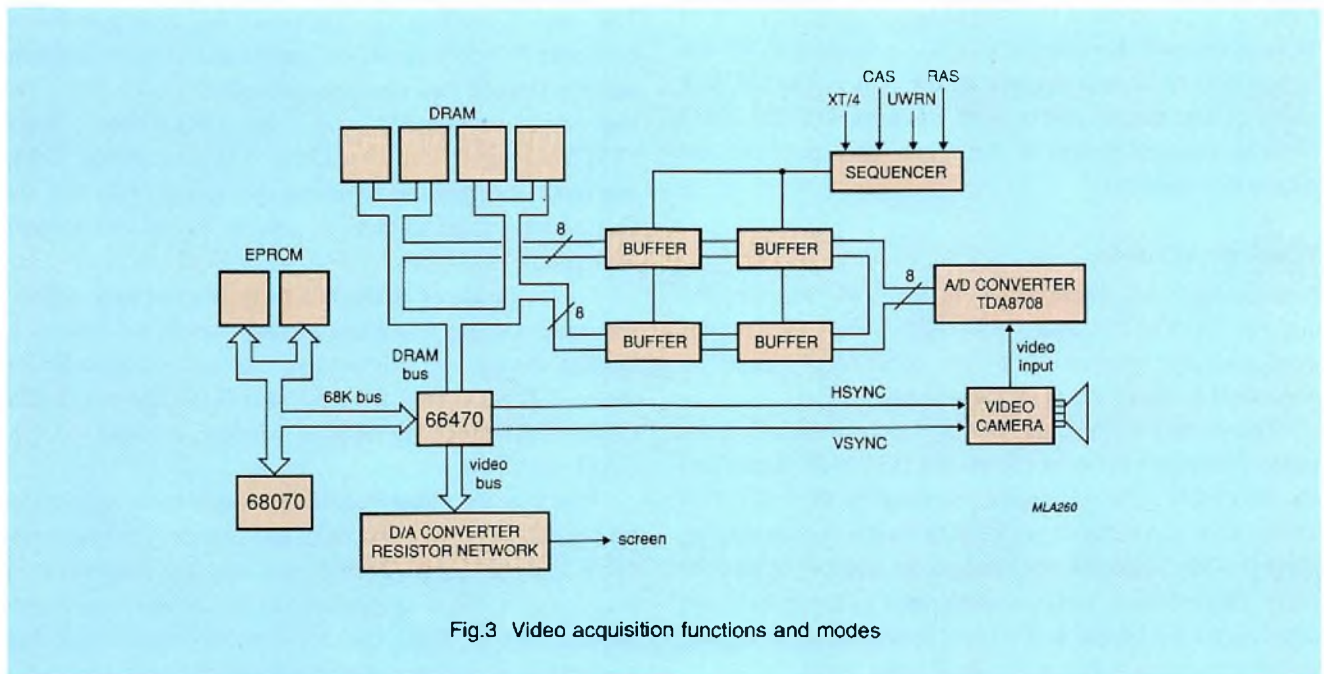 CAS RAS
XT/4 UWRN
DRAM
SEQUENCER
8
BUFFER BUFFER
EPROM
8
A/D CONVERTER
TDA8708
8
BUFFER BUFFER
DRAM
bus
video
input
68K bus
66470
HSYNC
VSYNC
VIDEO
CAMERA
68070
video
bus
MLA260
D/A CONVERTER
RESISTOR NETWORK
screen
Fig.3 Video acquisition functions and modes